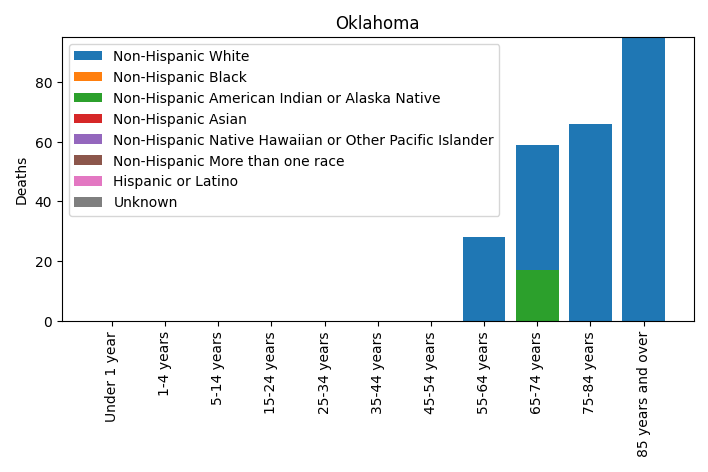 Oklahoma
Non-Hispanic White
Non-Hispanic Black
Non-Hispanic American Indian or Alaska Native
Non-Hispanic Asian
Non-Hispanic Native Hawaiian or Other Pacific Islander
Non-Hispanic More than one race
Hispanic or Latino
Unknown
Deaths
80
60
40
20
0
Under 1 year
1-4 years
5-14 years
15-24 years
25-34 years
35-44 years
45-54 years
55-64 years
65-74 years
75-84 years
85 years and over